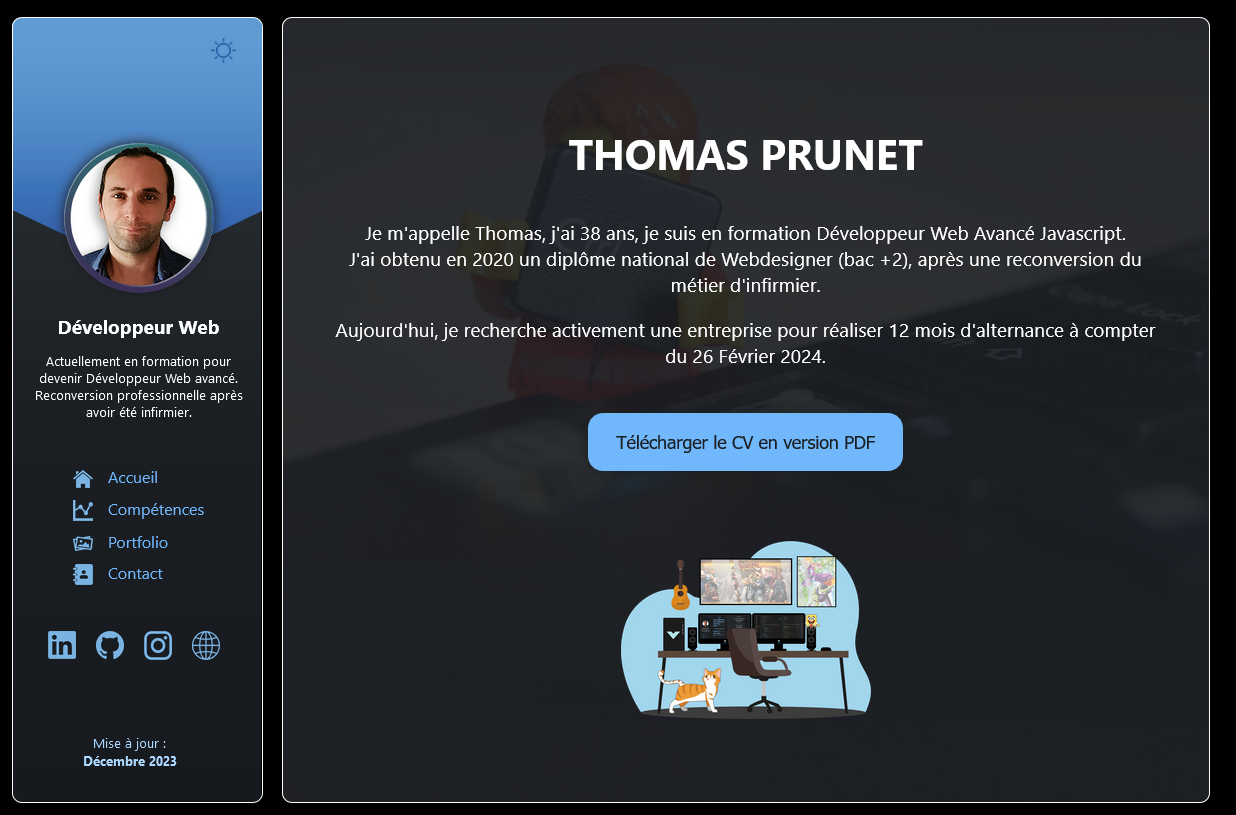 Développeur Web
Actuellement en formation pour
devenir Développeur Web avancé.
Reconversion professionnelle après
avoir été infirmier.
Accueil
Compétences
Portfolio
Contact
Mise à jour :
Décembre 2023
THOMAS PRUNET
Je m'appelle Thomas, j'ai 38 ans, je suis en formation Développeur Web Avancé Javascript.
J'ai obtenu en 2020 un diplôme national de Webdesigner (bac +2), après une reconversion du
métier d'infirmier.
Aujourd'hui, je recherche activement une entreprise pour réaliser 12 mois d'alternance à compter
du 26 Février 2024.
Télécharger le CV en version PDF